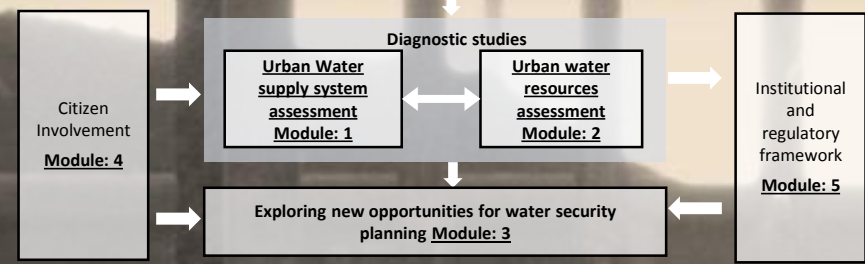 Diagnostic studies
Citizen
Involvement
Module: 4
Urban Water
supply system
assessment
Module: 1
Urban water
resources
assessment
Module: 2
Institutional
and
regulatory
framework
Module: 5
Exploring new opportunities for water security
planning Module: 3